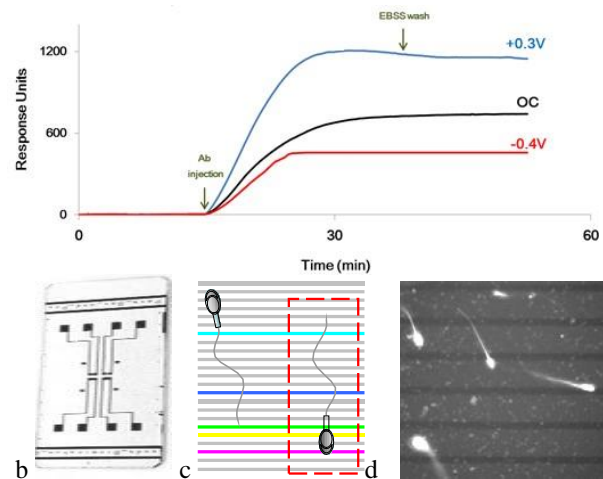 EBSS wash
+0.3V
1200
Response Units
OC
600
-0.4V
Ab
injection
0
0
30
60
Time (min)
b
c
d